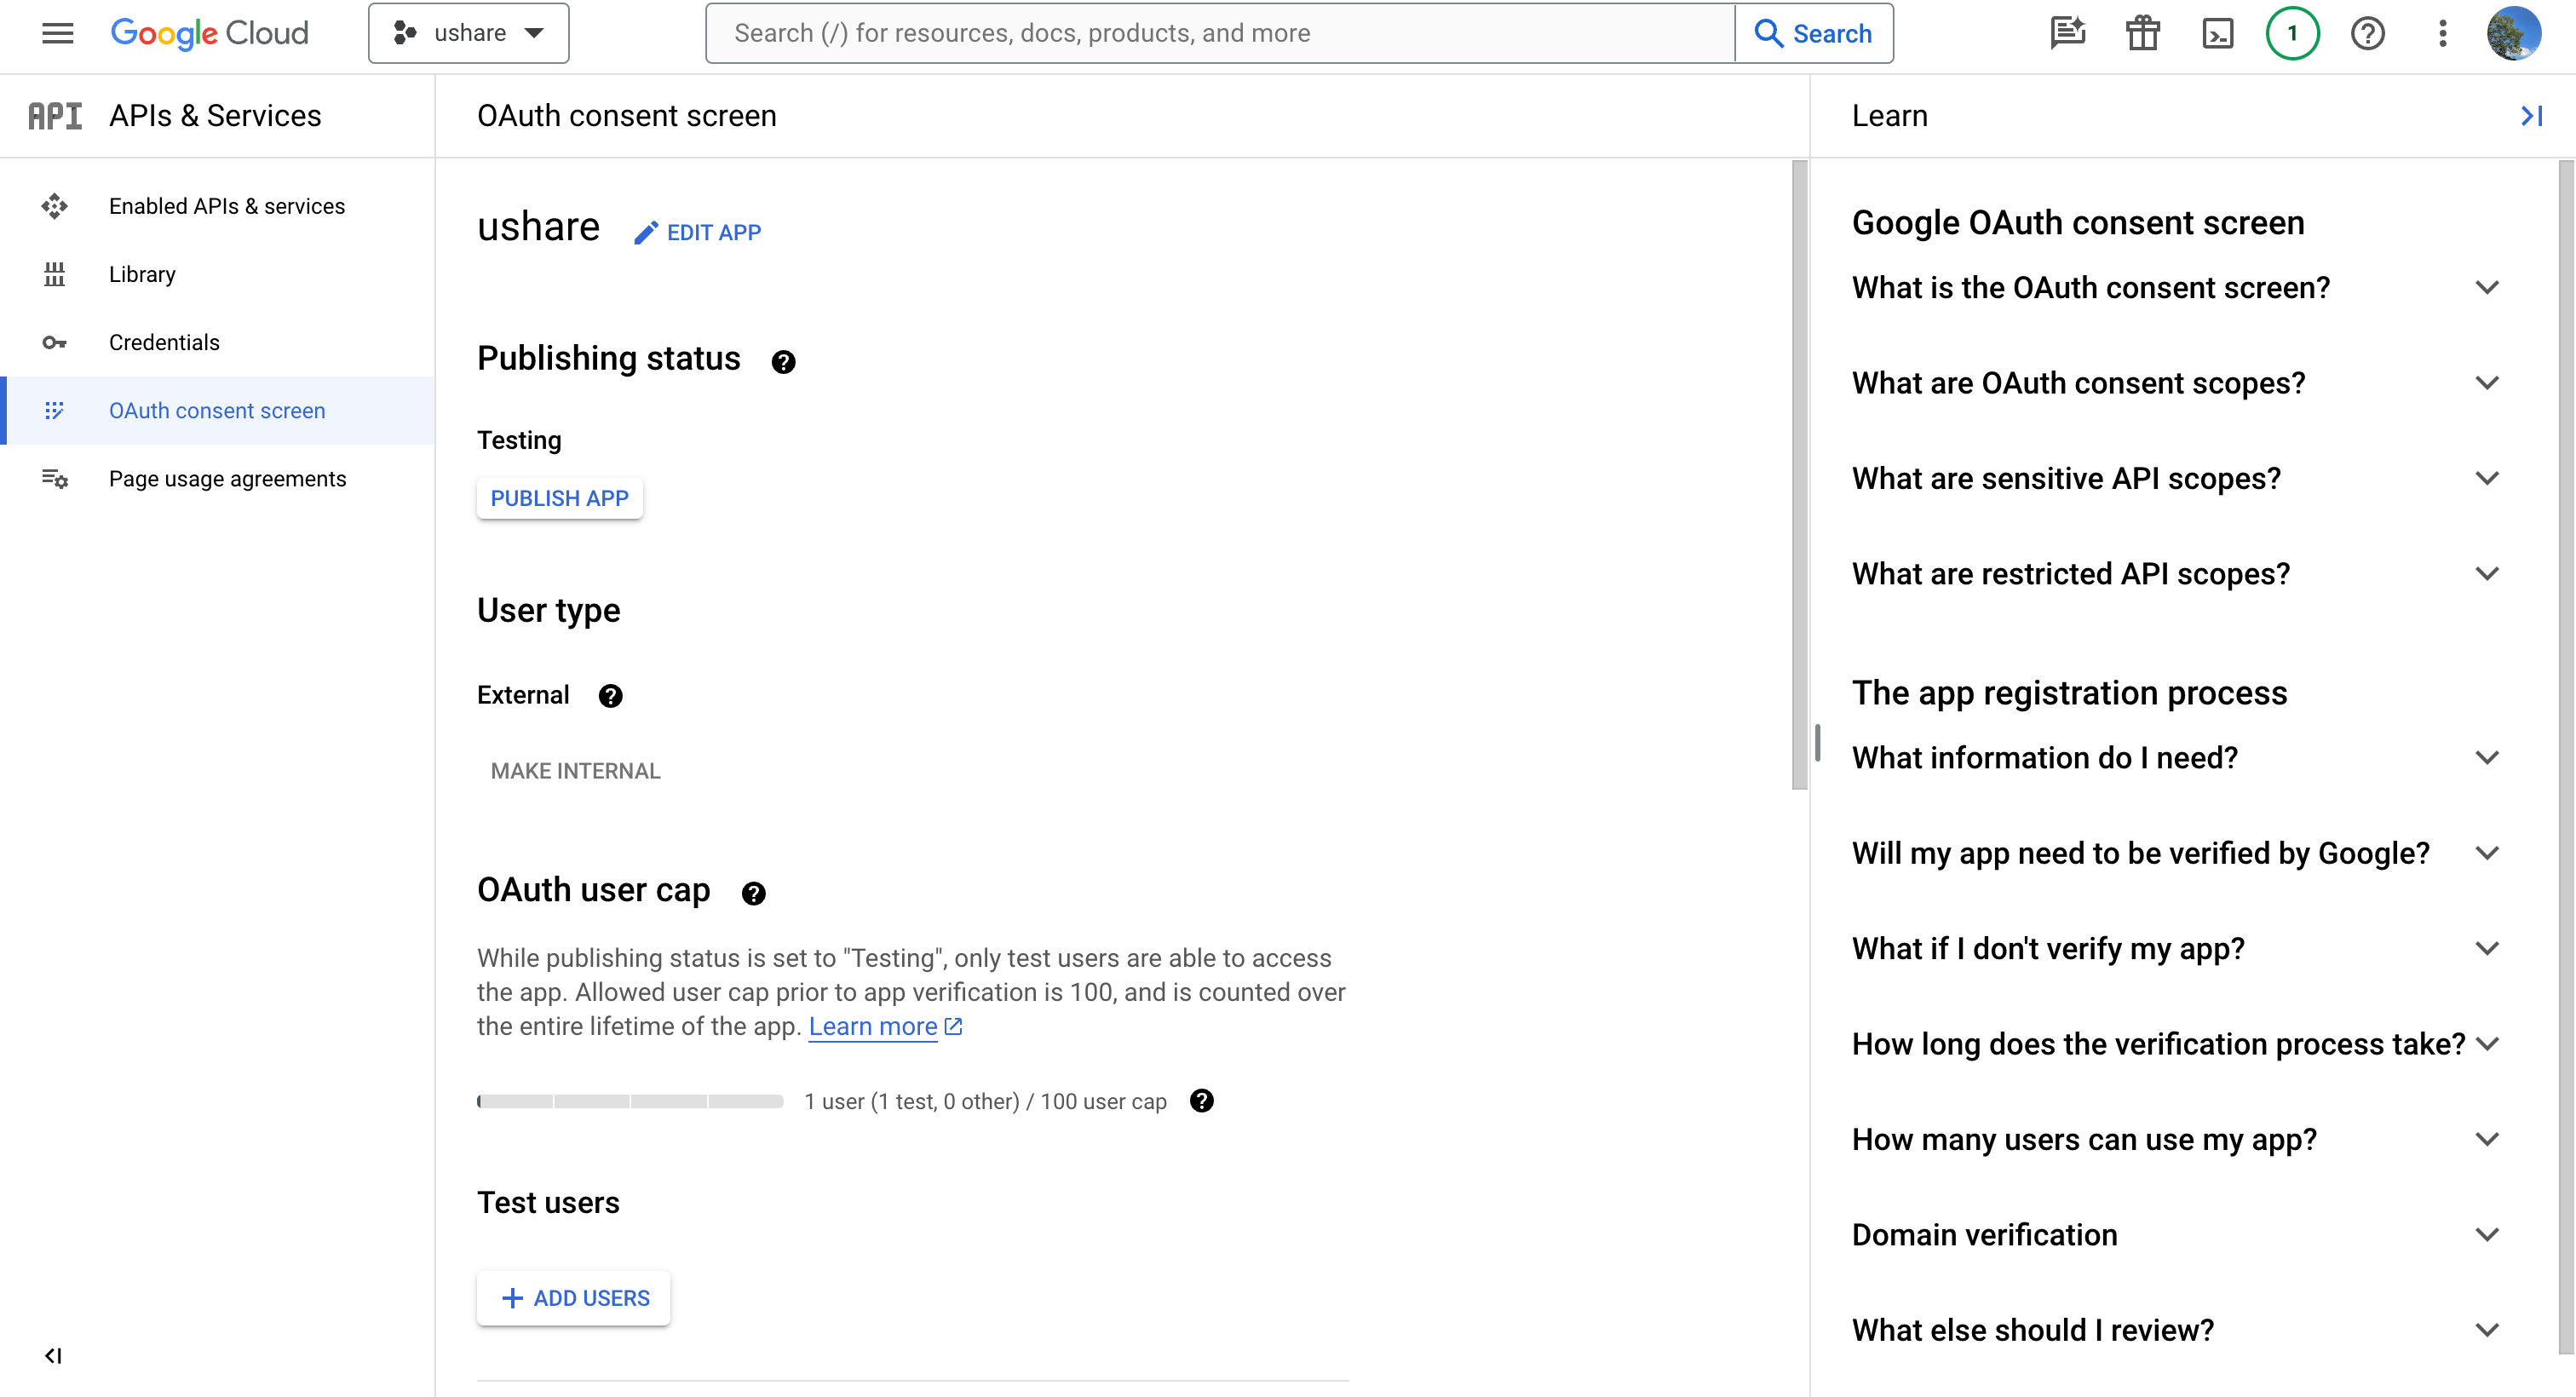 Google Cloud
ushare
Search (/) for resources, docs, products, and more
Search
1
API
APIs & Services
Enabled APIs & services
Library
Credentials
OAuth consent screen
Page usage agreements
OAuth consent screen
ushare
EDIT APP
Publishing status
Testing
PUBLISH APP
User type
External
MAKE INTERNAL
OAuth user cap
While publishing status is set to "Testing", only test users are able to access
the app. Allowed user cap prior to app verification is 100, and is counted over
the entire lifetime of the app. Learn more
1 user (1 test, 0 other) / 100 user cap
Test users
ADD USERS
Learn
Google OAuth consent screen
What is the OAuth consent screen?
What are OAuth consent scopes?
What are sensitive API scopes?
What are restricted API scopes?
The app registration process
What information do I need?
Will my app need to be verified by Google?
What if I don't verify my app?
How long does the verification process take?
How many users can use my app?
Domain verification
What else should I review?